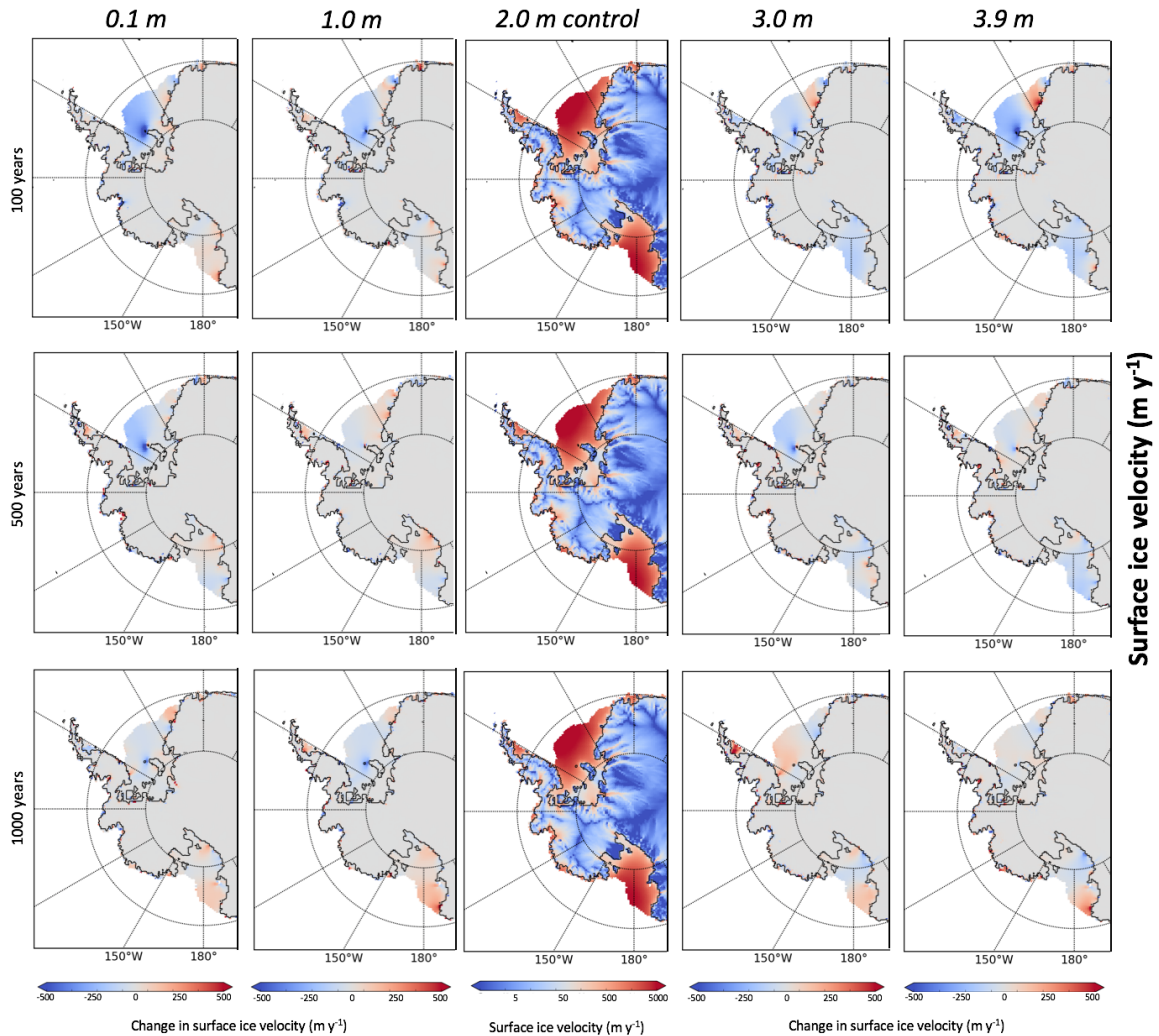 0.1 m 1.0 m 2.0 m control 3.0 m 3.9 m
100 years
150°W 180° 150°W 180° 150°W 180° 150°W 180° 150°W 180°
500 years
150°W 180° 150°W 180° 150°W 180° 150°W 180° 150°W 180°
Surface ice velocity (m y⁻¹)
1000 years
150°W 180° 150°W 180° 150°W 180° 150°W 180° 150°W 180°
-500 -250 0 250 500 -500 -250 0 250 500 5 50 500 5000 -500 -250 0 250 500 -500 -250 0 250 500
Change in surface ice velocity (m y⁻¹) Surface ice velocity (m y⁻¹) Change in surface ice velocity (m y⁻¹)